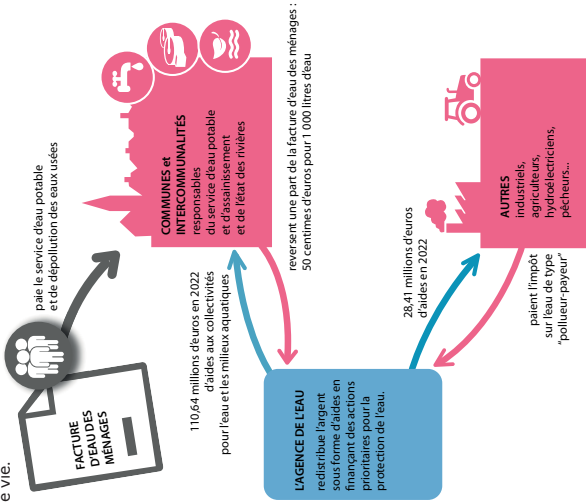 e vie.
FACTURE
D'EAU DES
MÉNAGES
paie le service d'eau potable
et de dépollution des eaux usées
COMMUNES et
INTERCOMMUNALITÉS
responsables
du service d'eau potable
et d'assainissement
et de l'état des rivières
110,64 millions d'euros en 2022
d'aides aux collectivités
pour l'eau et les milieux aquatiques
reversent une part de la facture d'eau des ménages :
50 centimes d'euros pour 1 000 litres d'eau
L'AGENCE DE L'EAU
redistribue l'argent
sous forme d'aides en
finançant des actions
prioritaires pour la
protection de l'eau.
28,41 millions d'euros
d'aides en 2022
paient l'impôt
sur l'eau de type
"pollueur-payeur"
AUTRES
industriels,
agriculteurs,
hydroélectriciens,
pêcheurs...